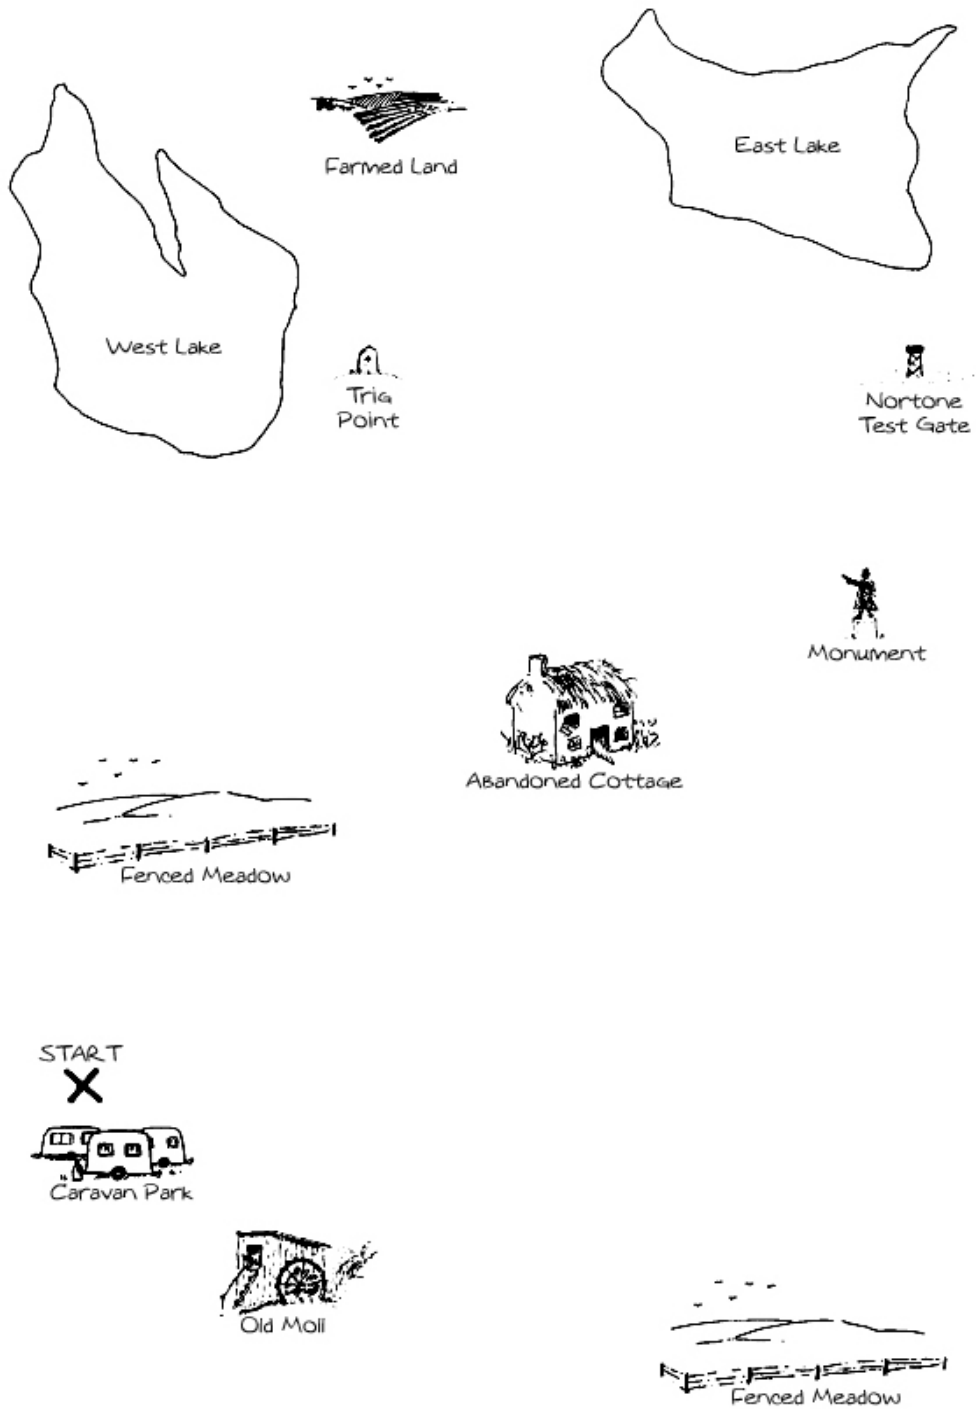 East Lake
Farmed Land
West Lake
Trig
Point
Nortone
Test Gate
Monument
Abandoned Cottage
Fenced Meadow
START
Caravan Park
Old Moll
Fenced Meadow